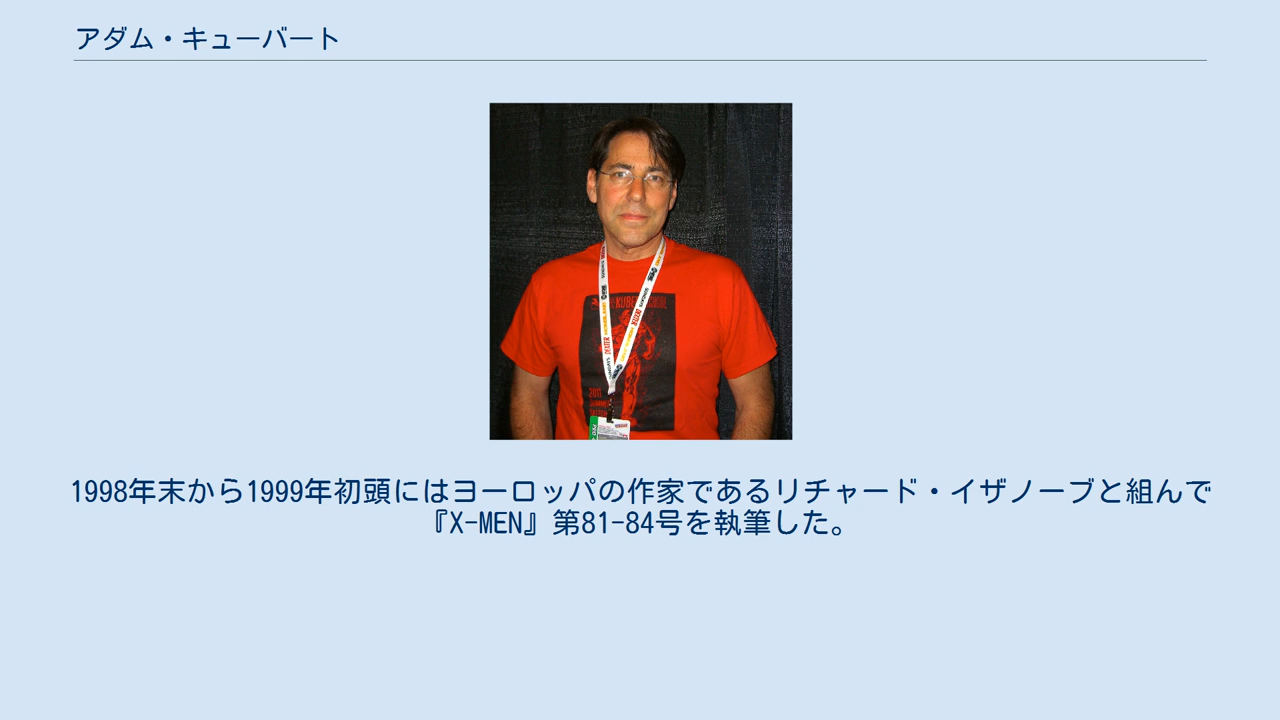 アダム・キューバート
KUBE
2011
DEXTER
1998年末から1999年初頭にはヨーロッパの作家であるリチャード・イザノーブと組んで
『X-MEN』第81-84号を執筆した。